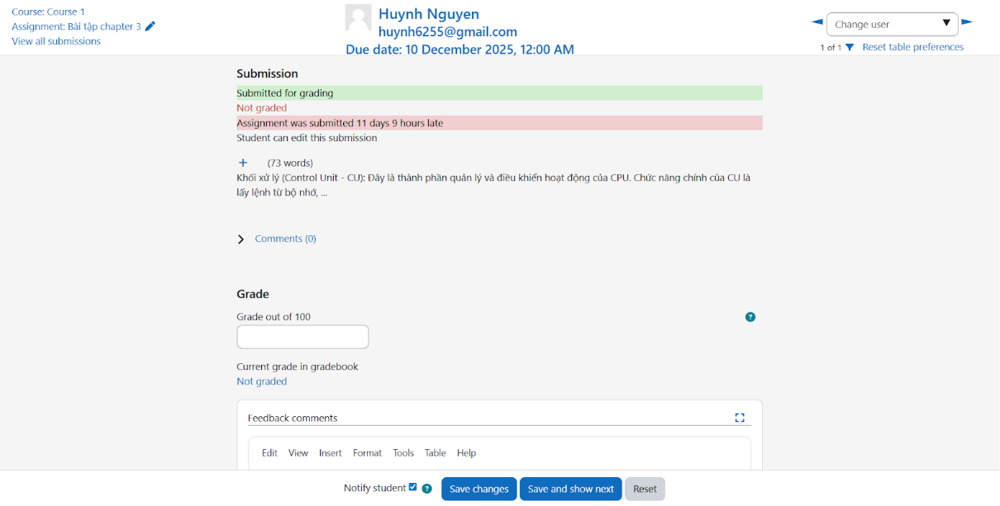 Course: Course 1
Assignment: Bài tập chapter 3
View all submissions
Huynh Nguyen
huynh6255@gmail.com
Due date: 10 December 2025, 12:00 AM
Change user
1 of 1 Reset table preferences
Submission
Submitted for grading
Not graded
Assignment was submitted 11 days 9 hours late
Student can edit this submission
(73 words)
Khối xử lý (Control Unit - CU): Đây là thành phần quản lý và điều khiển hoạt động của CPU. Chức năng chính của CU là
lấy lệnh từ bộ nhớ, ...
Comments (0)
Grade
Grade out of 100
Current grade in gradebook
Not graded
Feedback comments
Edit View Insert Format Tools Table Help
Notify student Save changes Save and show next Reset